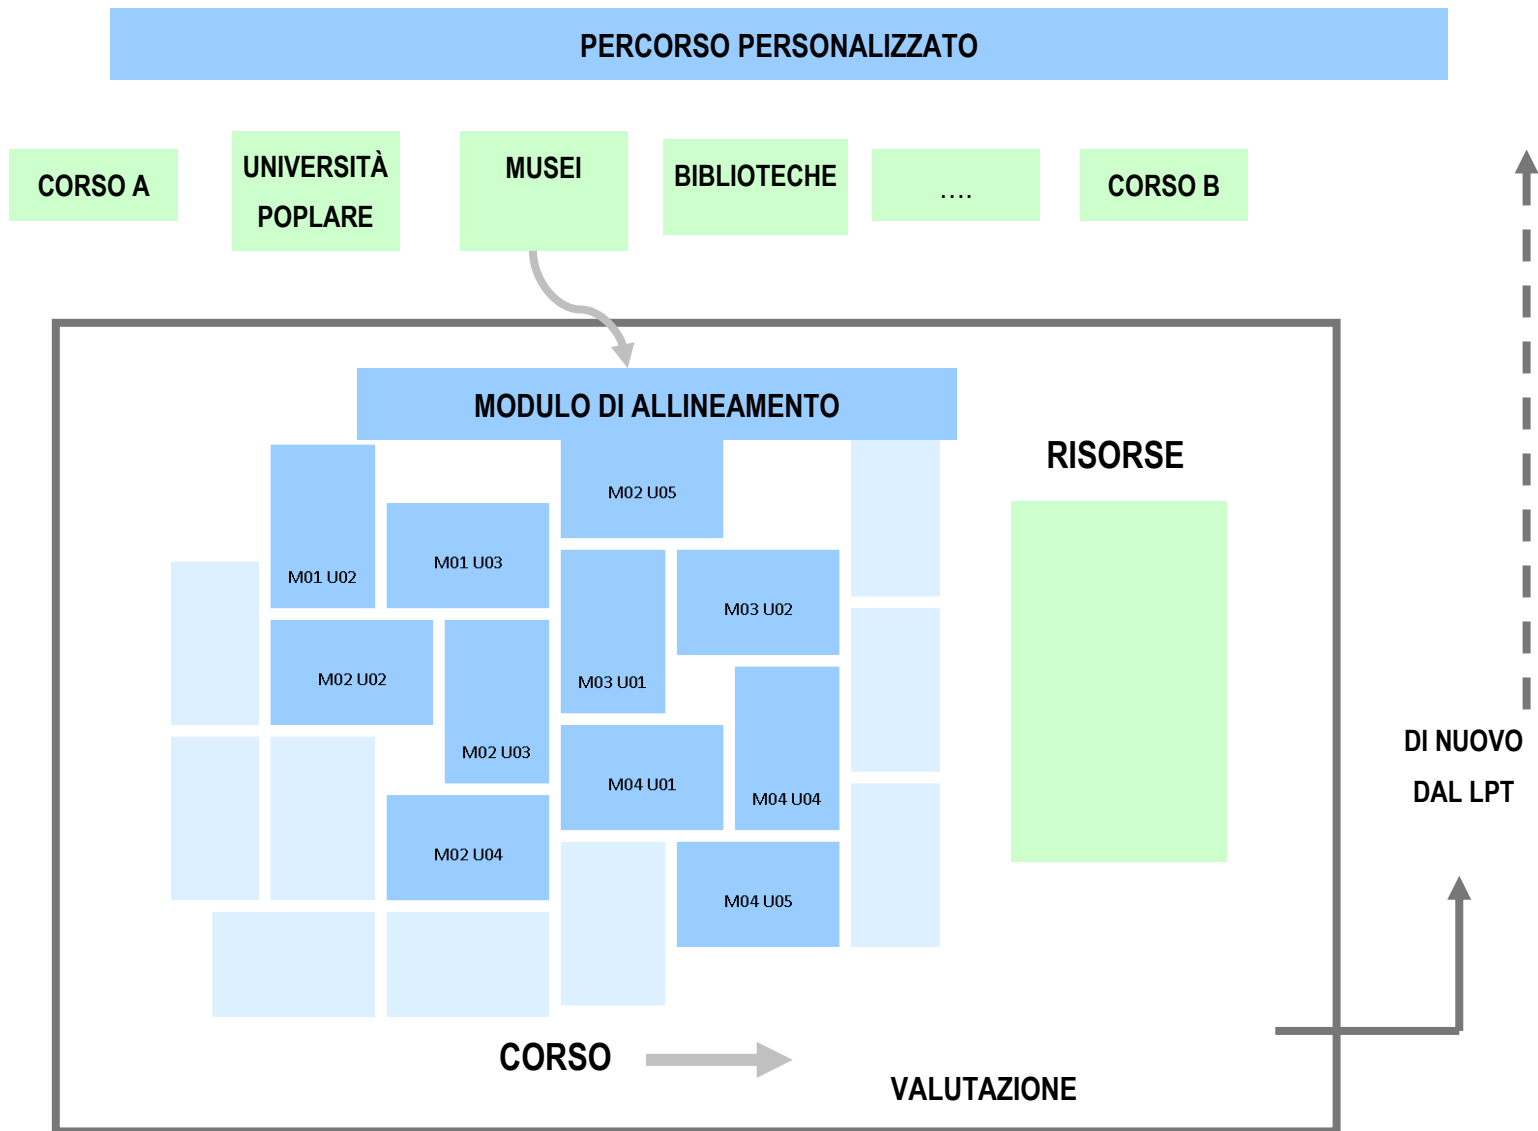 PERCORSO PERSONALIZZATO
CORSO A
UNIVERSITÀ
POPLARE
MUSEI
BIBLIOTECHE
....
CORSO B
MODULO DI ALLINEAMENTO
RISORSE
M02 U05
M01 U02
M01 U03
M03 U02
M02 U02
M03 U01
M02 U03
M04 U01
M04 U04
M02 U04
M04 U05
DI NUOVO
DAL LPT
CORSO
VALUTAZIONE